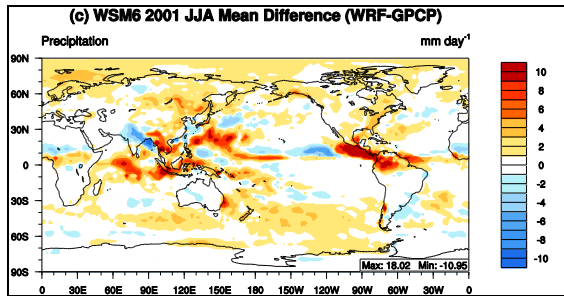 (c) WSM6 2001 JJA Mean Difference (WRF-GPCP)
Precipitation mm day-1
90N
60N
30N
0
30S
60S
90S
0 30E 60E 90E 120E 150E 180 150W 120W 90W 60W 30W 0
Max: 18.02 Min: -10.95
10
8
6
4
2
0
-2
-4
-6
-8
-10